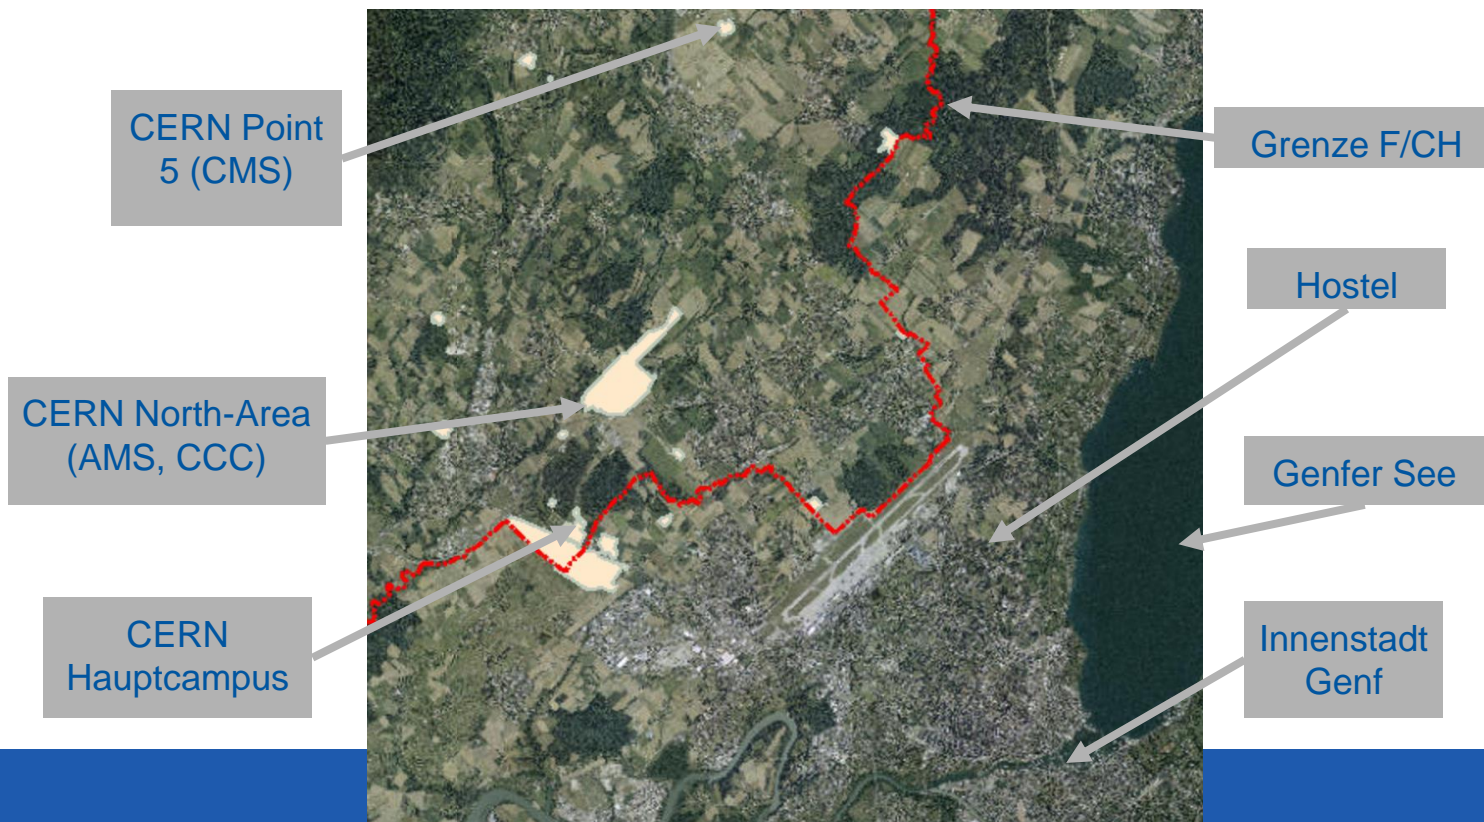 CERN Point
5 (CMS)
Grenze F/CH
Hostel
CERN North-Area
(AMS, CCC)
Genfer See
CERN
Hauptcampus
Innenstadt
Genf